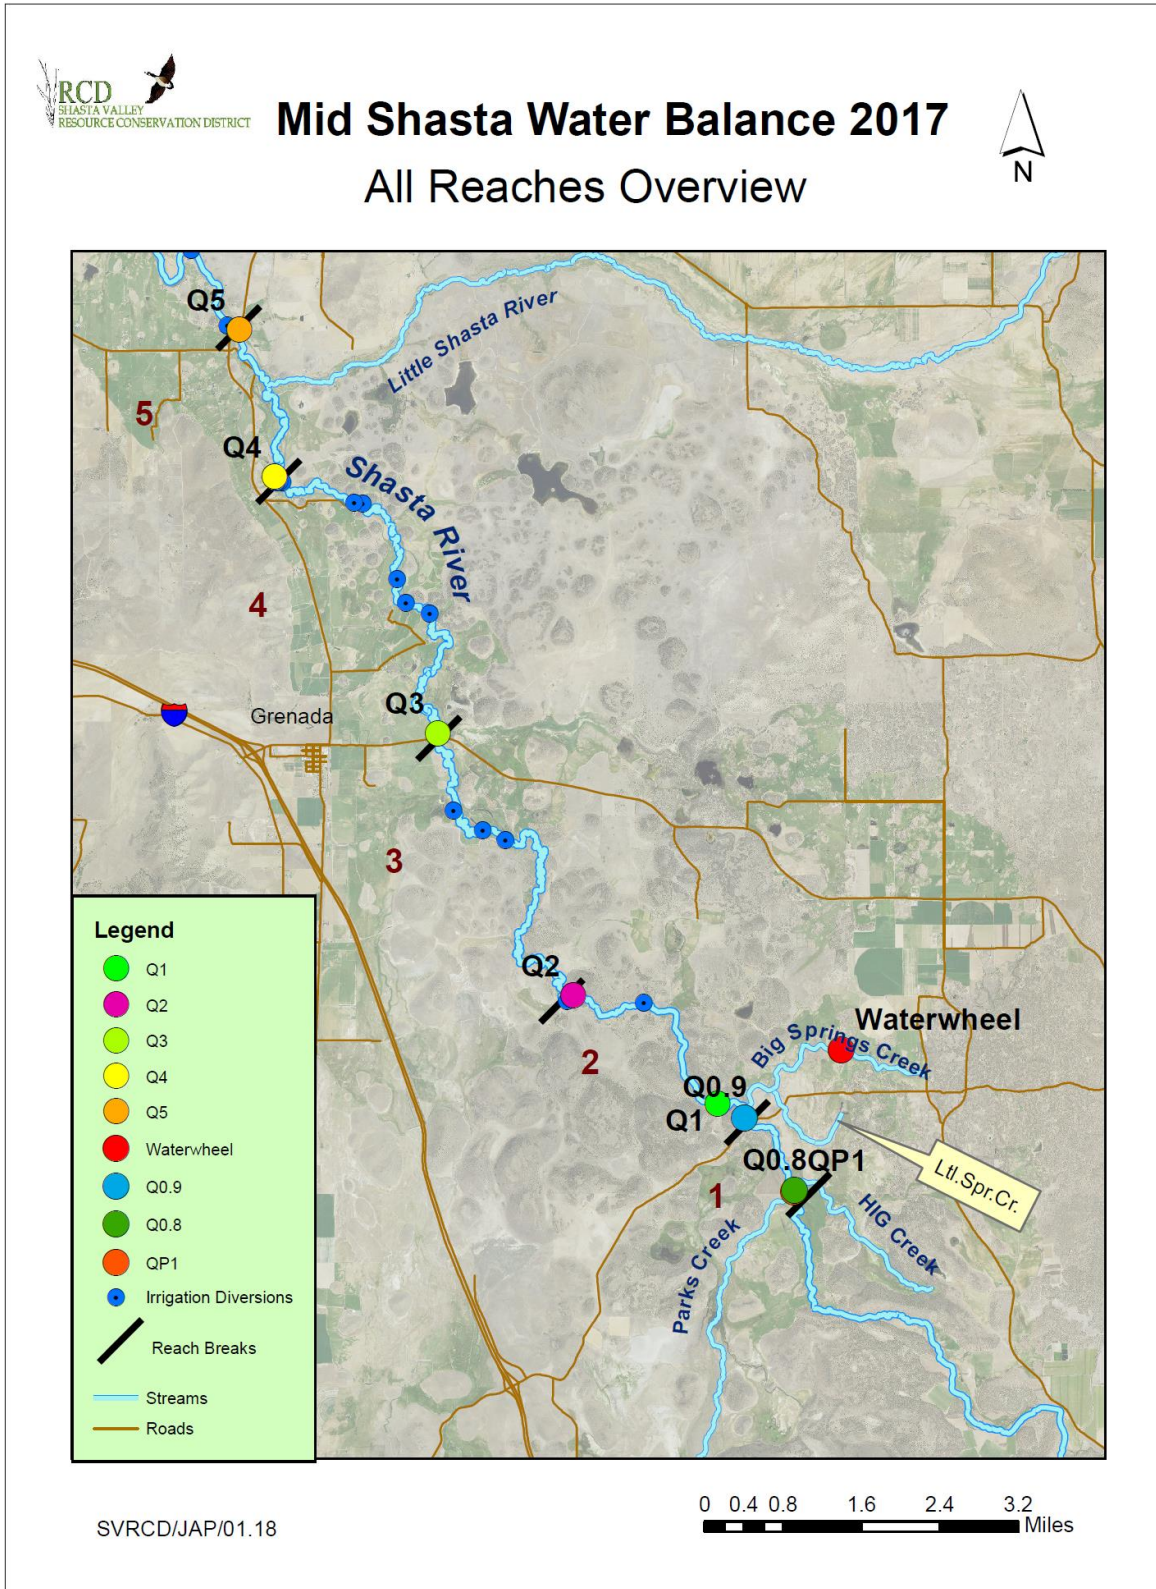 RCD
SHASTA VALLEY
RESOURCE CONSERVATION DISTRICT
Mid Shasta Water Balance 2017
All Reaches Overview
N
Q5
Little Shasta River
5
Q4
Shasta River
4
Q3
Grenada
3
Q2
Waterwheel
Big Springs Creek
2
Q0.9
Q1
Q0.8QP1
Ltl.Spr.Cr.
1
HIG Creek
Parks Creek
Legend
Q1
Q2
Q3
Q4
Q5
Waterwheel
Q0.9
Q0.8
QP1
Irrigation Diversions
Reach Breaks
Streams
Roads
0 0.4 0.8 1.6 2.4 3.2
Miles
SVRCD/JAP/01.18